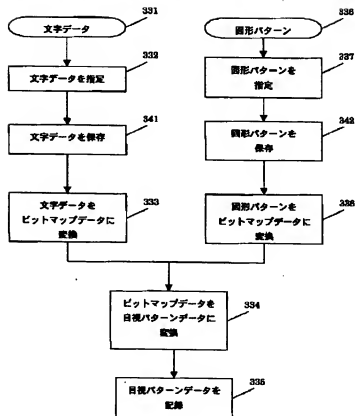 331
文字データ
332
文字データを指定
341
文字データを保存
333
文字データを
ビットマップデータに
変換
336
図形パターン
337
図形パターンを
指定
342
図形パターンを
保存
338
図形パターンを
ビットマップデータに
変換
334
ビットマップデータを
目視パターンデータに
変換
335
目視パターンデータを
記録